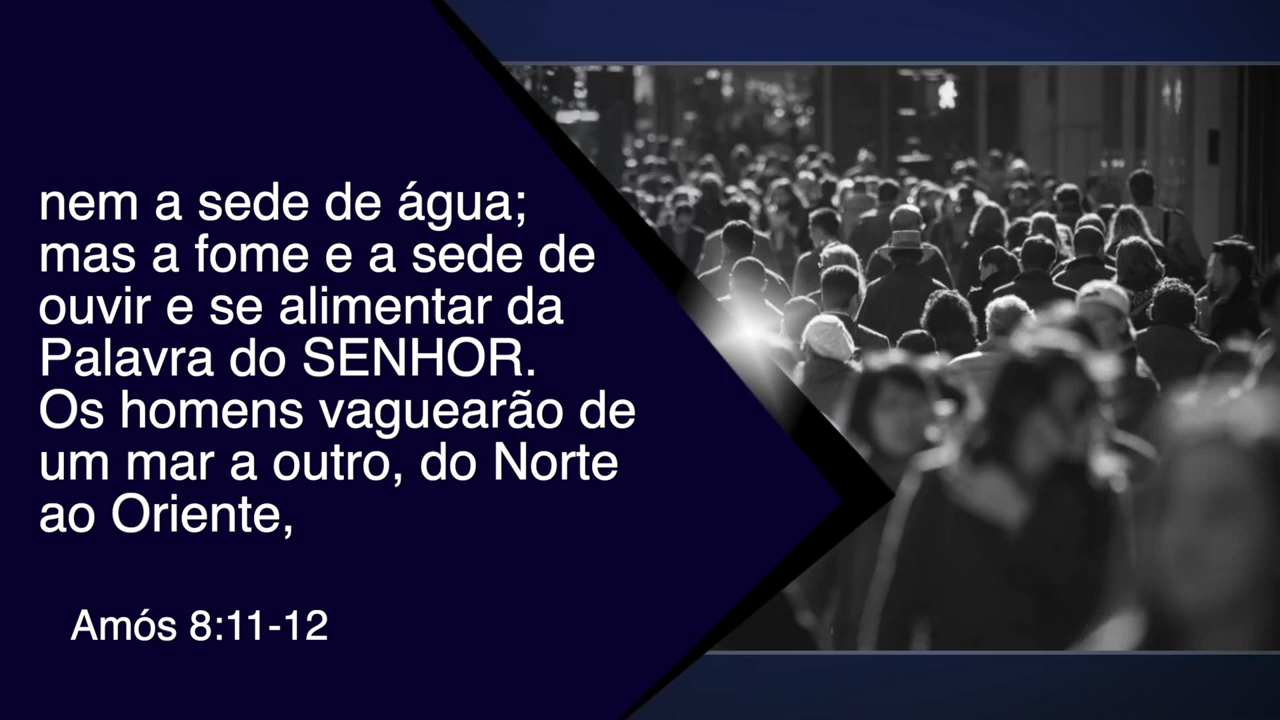 nem a sede de água;
mas a fome e a sede de
ouvir e se alimentar da
Palavra do SENHOR.
Os homens vaguearão de
um mar a outro, do Norte
ao Oriente,
Amós 8:11-12